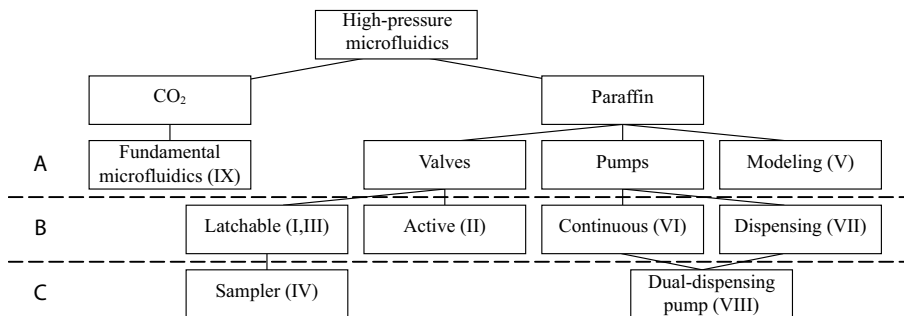 High-pressure
microfluidics
CO₂
Paraffin
A
Fundamental
microfluidics (IX)
Valves
Pumps
Modeling (V)
B
Latchable (I,III)
Active (II)
Continuous (VI)
Dispensing (VII)
C
Sampler (IV)
Dual-dispensing
pump (VIII)